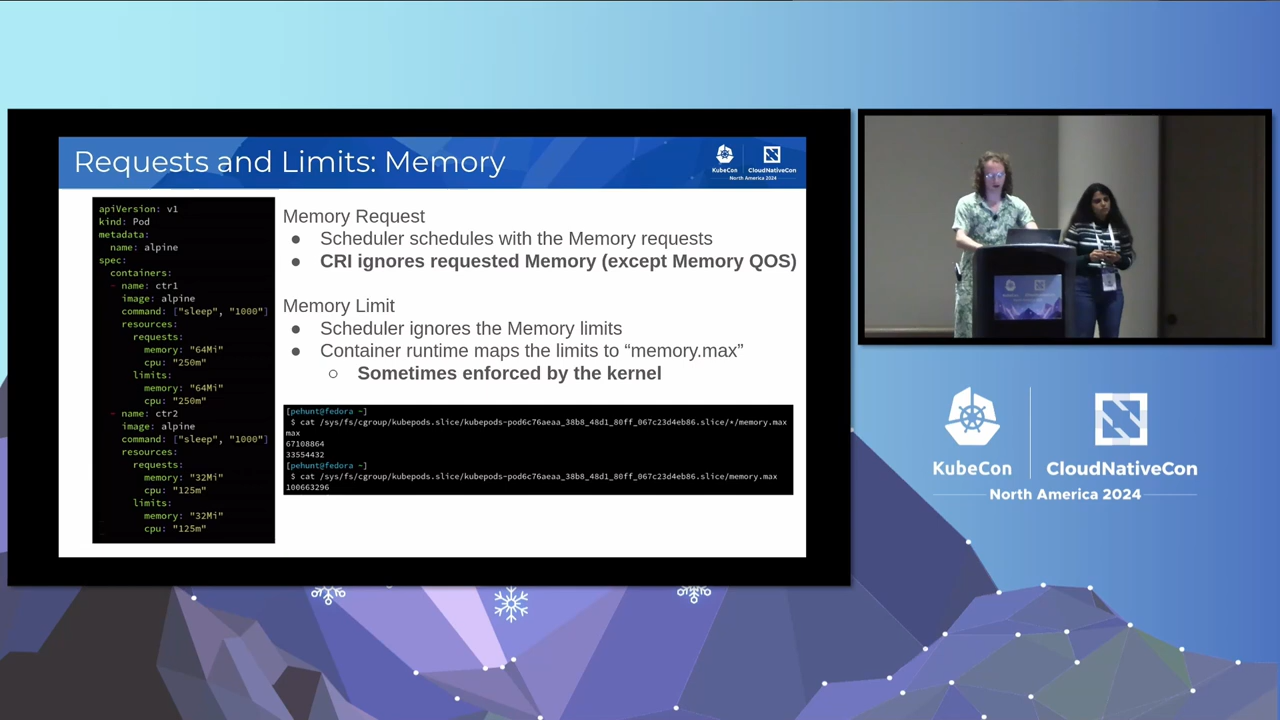 Requests and Limits: Memory
KubeCon
CloudNativeCon
North America 2024
apiVersion: v1
kind: Pod
metadata:
  name: alpine
spec:
  containers:
  - name: ctr1
    image: alpine
    command: ["sleep", "1000"]
    resources:
      requests:
        memory: "64Mi"
        cpu: "250m"
      limits:
        memory: "64Mi"
        cpu: "250m"
  - name: ctr2
    image: alpine
    command: ["sleep", "1000"]
    resources:
      requests:
        memory: "32Mi"
        cpu: "125m"
      limits:
        memory: "32Mi"
        cpu: "125m"
Memory Request
● Scheduler schedules with the Memory requests
● CRI ignores requested Memory (except Memory QOS)
Memory Limit
● Scheduler ignores the Memory limits
● Container runtime maps the limits to “memory.max”
○ Sometimes enforced by the kernel
[pehunt@fedora ~]
$ cat /sys/fs/cgroup/kubepods.slice/kubepods-pod6c76aeaa_38b8_48d1_80ff_067c23d4eb86.slice/*/memory.max
max
67108864
33554432
[pehunt@fedora ~]
$ cat /sys/fs/cgroup/kubepods.slice/kubepods-pod6c76aeaa_38b8_48d1_80ff_067c23d4eb86.slice/memory.max
100663296
KubeCon
CloudNativeCon
North America 2024